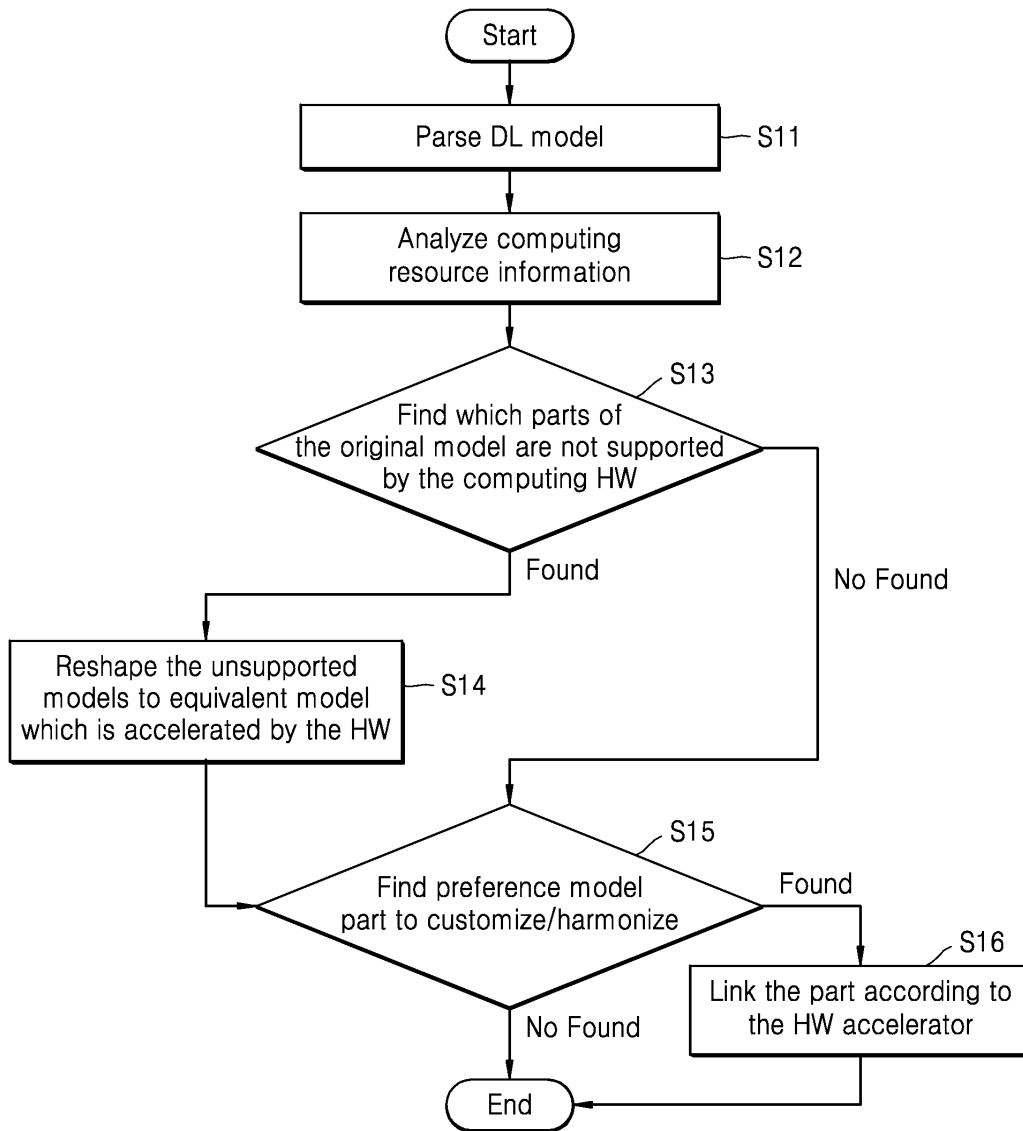 Start
Parse DL model
S11
Analyze computing
resource information
S12
S13
Find which parts of
the original model are not supported
by the computing HW
Found
No Found
Reshape the unsupported
models to equivalent model
which is accelerated by the HW
S14
S15
Find preference model
part to customize/harmonize
Found
S16
Link the part according to
the HW accelerator
No Found
End